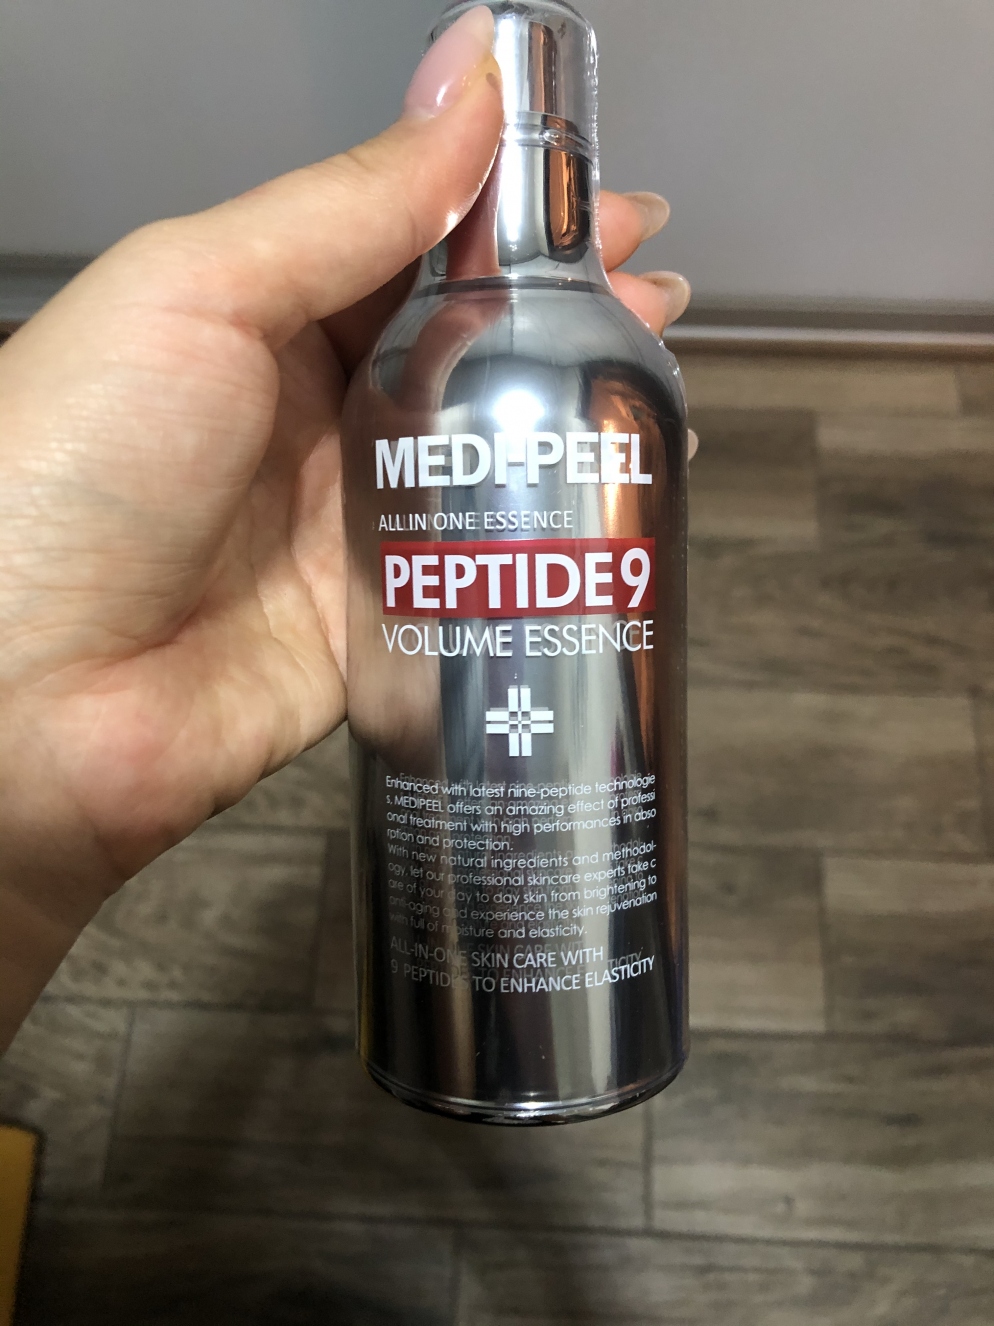 MEDI-PEEL
ALL IN ONE ESSENCE
PEPTIDE 9
VOLUME ESSENCE
Enhanced with latest nine-peptide technologie
s, MEDIPEEL offers an amazing effect of professi
onal treatment with high performances in abso
rption and protection.
With new natural ingredients and methodol-
ogy, let our professional skincare experts take c
are of your day to day skin from brightening to
anti-aging and experience the skin rejuvenation
with full of moisture and elasticity.
ALL-IN-ONE SKIN CARE WITH
9 PEPTIDES TO ENHANCE ELASTICITY